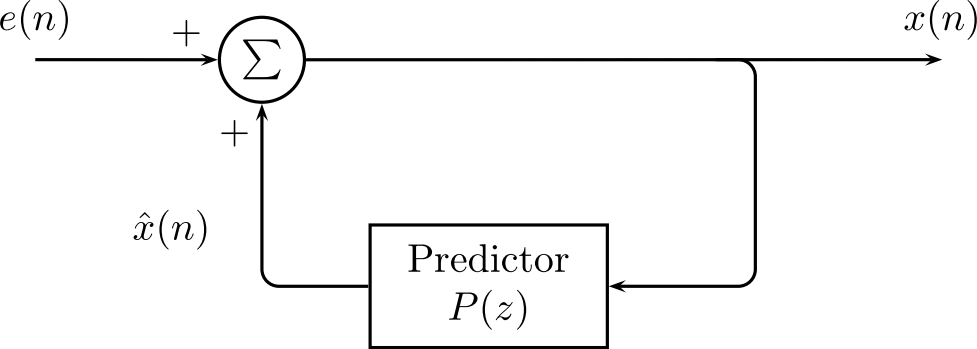 e(n)
x(n)
+
∑
+
x̂(n)
Predictor
P(z)